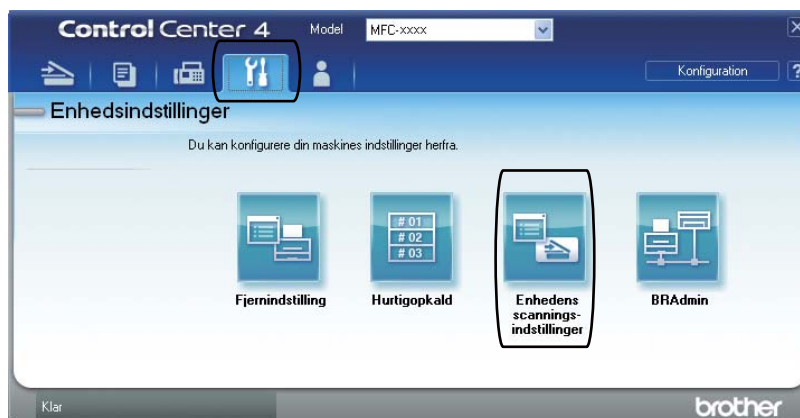 Control Center 4 Model MFC-xxxx
Konfiguration ?
Enhedsindstillinger
Du kan konfigurere din maskines indstillinger herfra.
# 01
# 02
# 03
Fjernindstilling
Hurtigopkald
Enhedens
scannings-
indstillinger
BRAdmin
Klar
brother